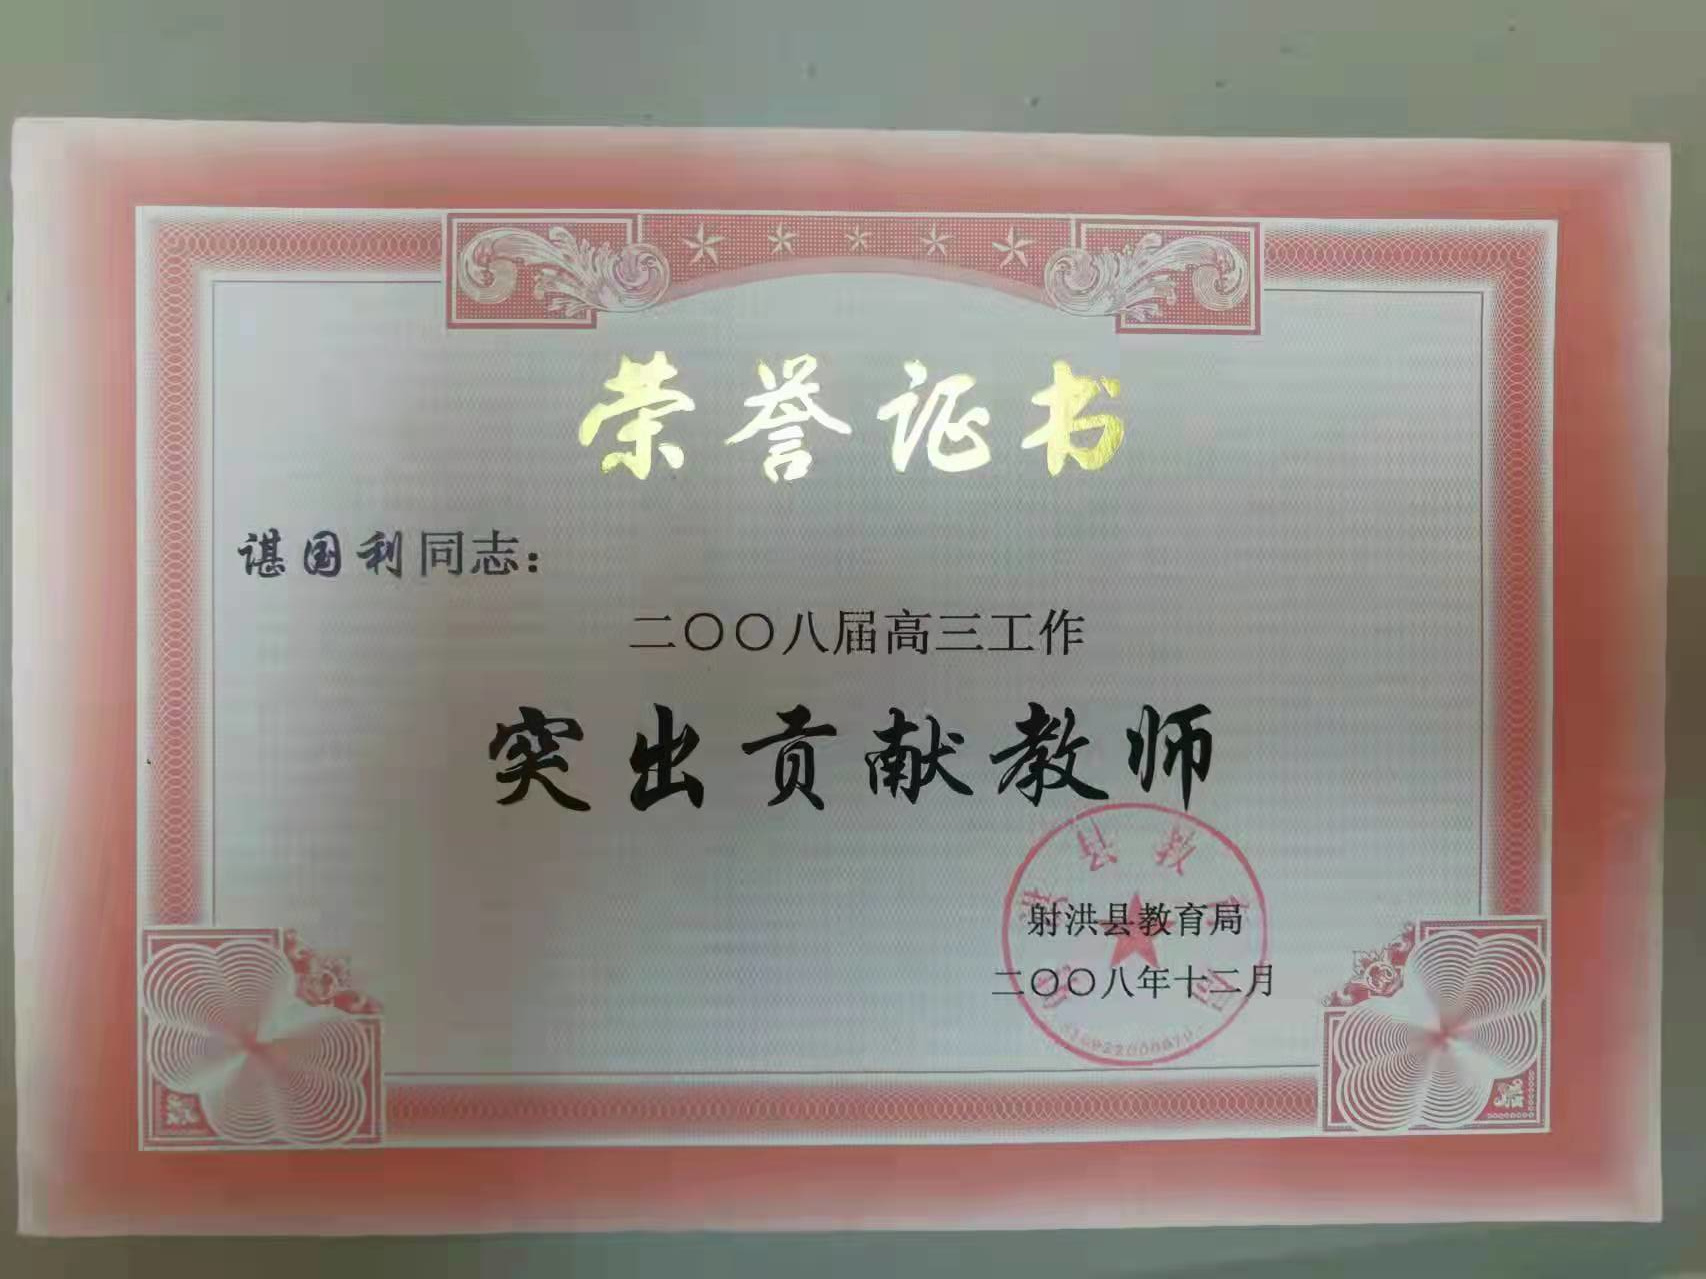 荣誉证书
谌国利同志：
二〇〇八届高三工作
突出贡献教师
射洪县教育局
二〇〇八年十二月